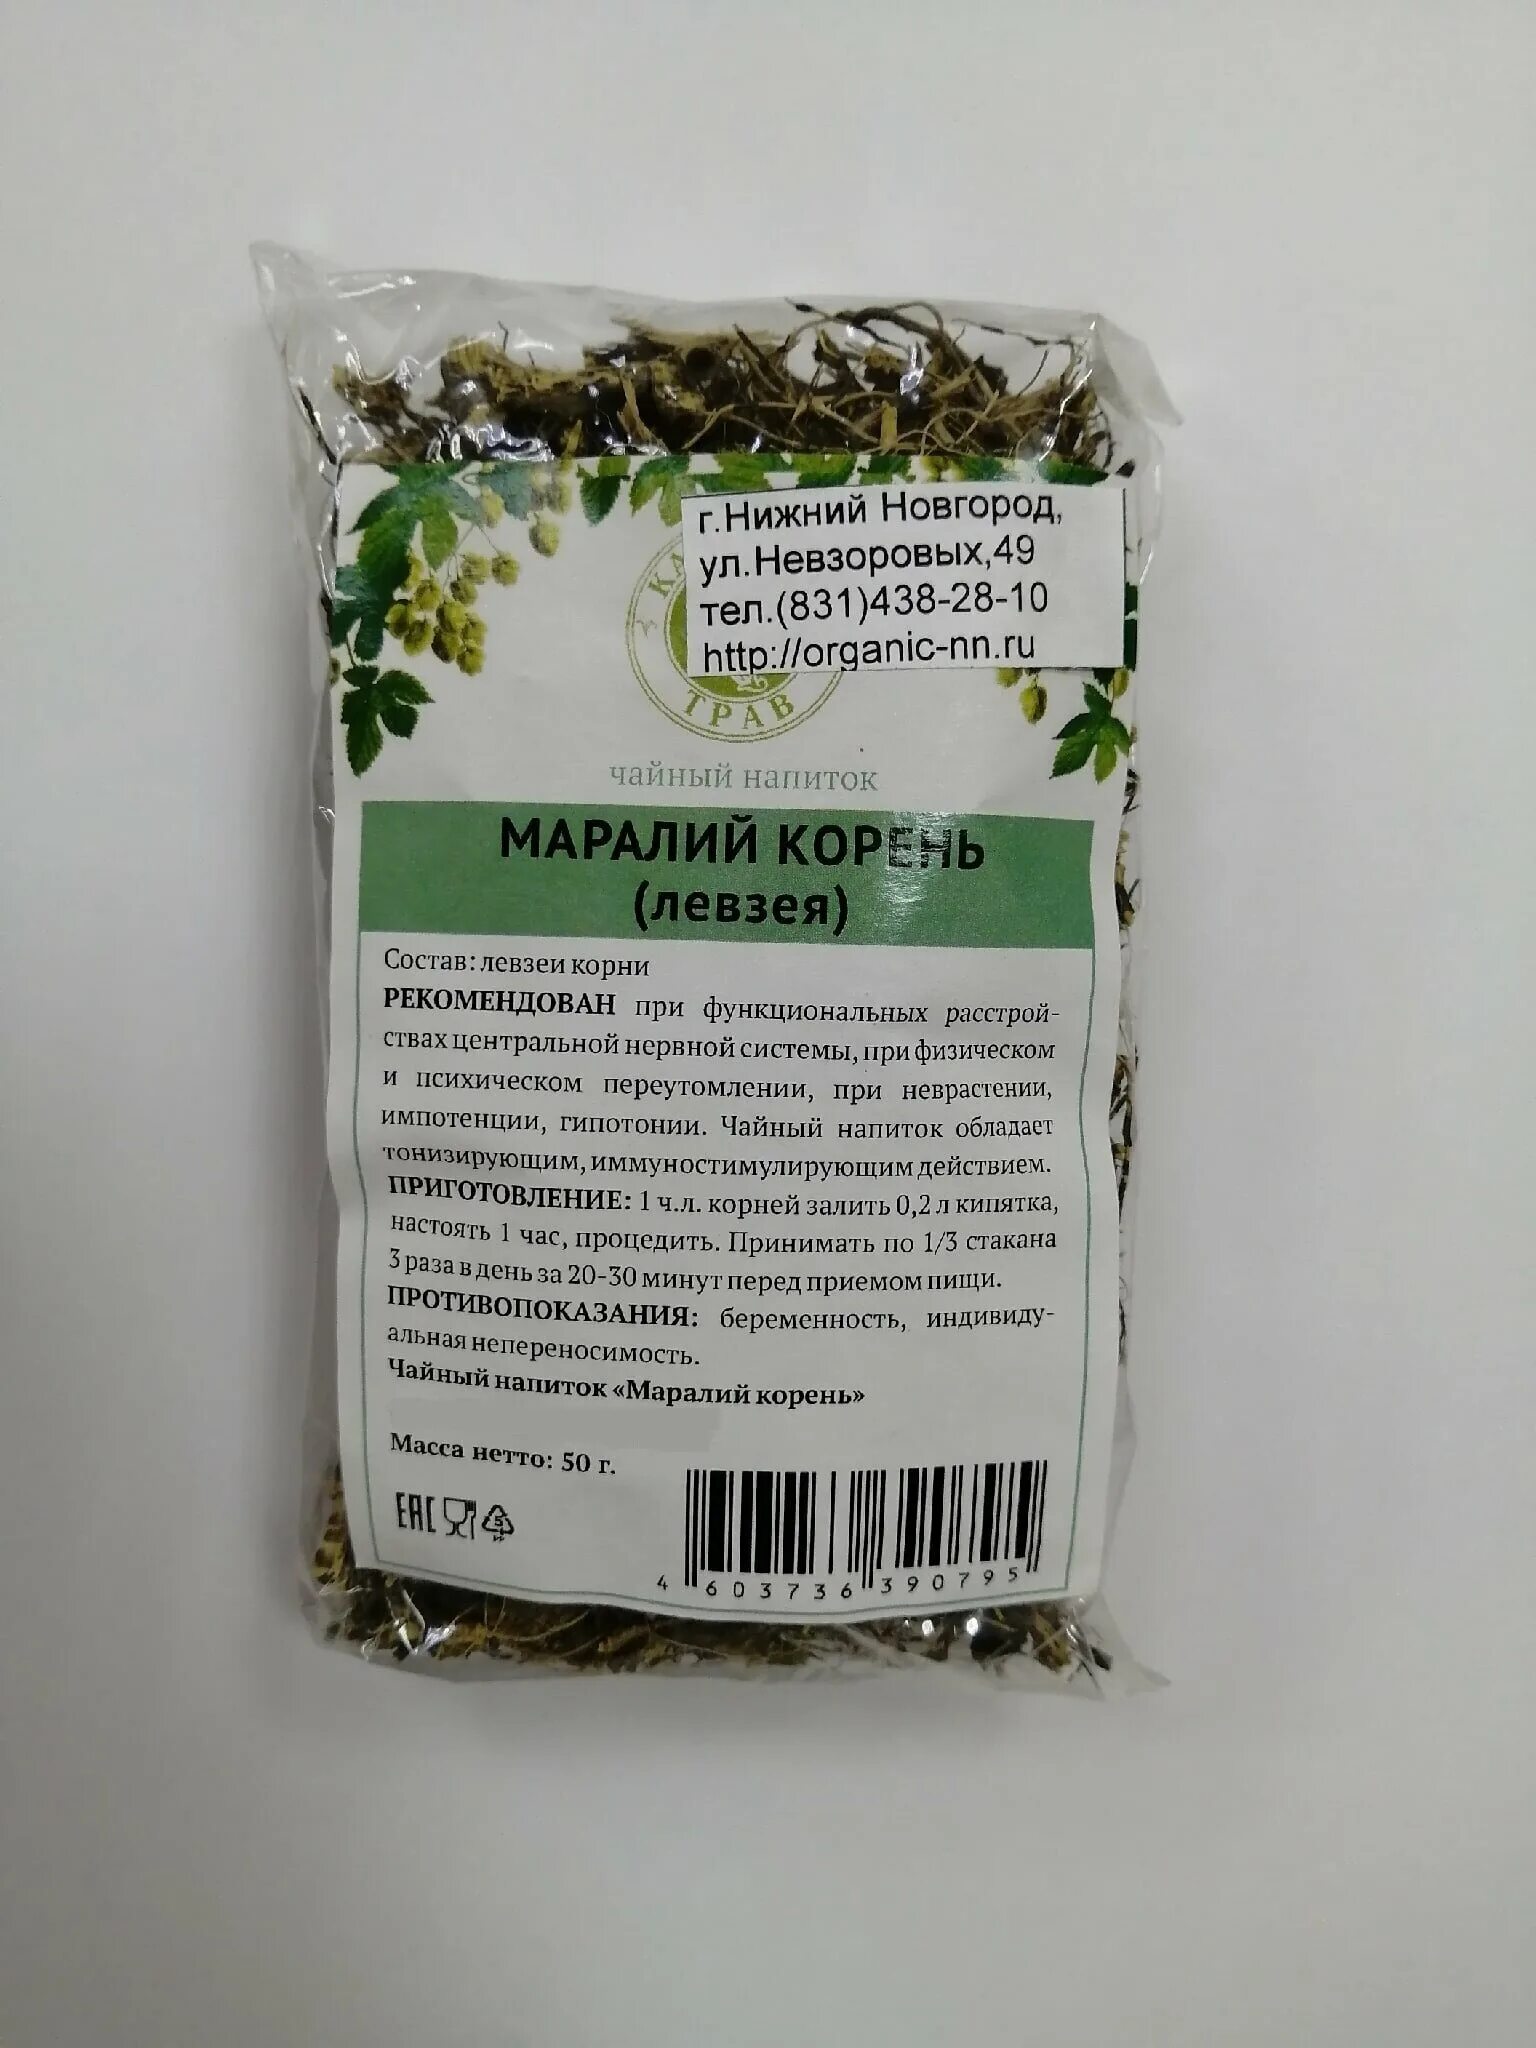 г.Нижний Новгород,
ул.Невзоровых,49
тел.(831)438-28-10
http://organic-nn.ru
ТРАВ
чайный напиток
МАРАЛИЙ КОРЕНЬ
(левзея)
Состав: левзеи корни
РЕКОМЕНДОВАН при функциональных расстрой-
ствах центральной нервной системы, при физическом
и психическом переутомлении, при неврастении,
импотенции, гипотонии. Чайный напиток обладает
тонизирующим, иммуностимулирующим действием.
ПРИГОТОВЛЕНИЕ: 1 ч.л. корней залить 0,2 л кипятка,
настоять 1 час, процедить. Принимать по 1/3 стакана
3 раза в день за 20-30 минут перед приемом пищи.
ПРОТИВОПОКАЗАНИЯ: беременность, индивиду-
альная непереносимость.
Чайный напиток «Маралий корень»
Масса нетто: 50 г.
EAC 5 PP
4 603736 390795